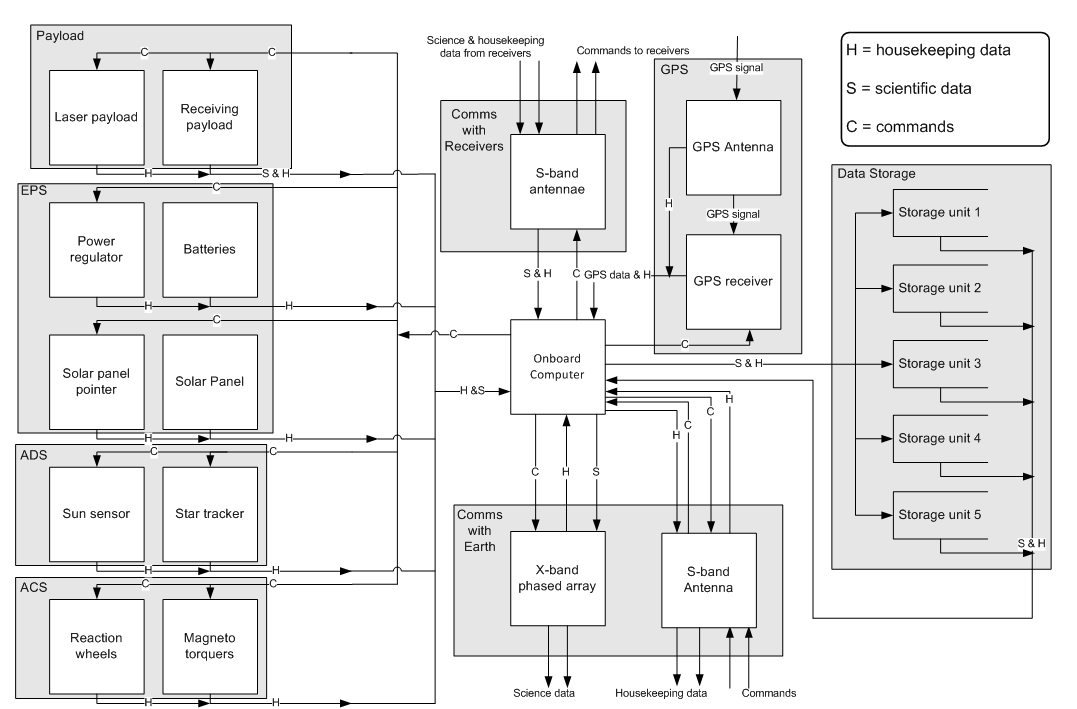 Payload
C
C
Laser payload
Receiving
payload
H
S & H
EPS
C
Power
regulator
Batteries
H
H
C
Solar panel
pointer
Solar Panel
H
H
ADS
C
C
Sun sensor
Star tracker
H
H
ACS
C
C
Reaction
wheels
Magneto
torquers
H
H
Science & housekeeping
data from receivers
Commands to receivers
Comms
with
Receivers
S-band
antennae
S & H
C
GPS data & H
GPS
GPS signal
GPS Antenna
H
GPS signal
GPS receiver
C
C
Onboard
Computer
H &S
S & H
C
H
S
H
C
C
H
Comms
with
Earth
X-band
phased array
S-band
Antenna
Science data
Housekeeping data
Commands
H = housekeeping data
S = scientific data
C = commands
Data Storage
Storage unit 1
Storage unit 2
Storage unit 3
Storage unit 4
Storage unit 5
S & H